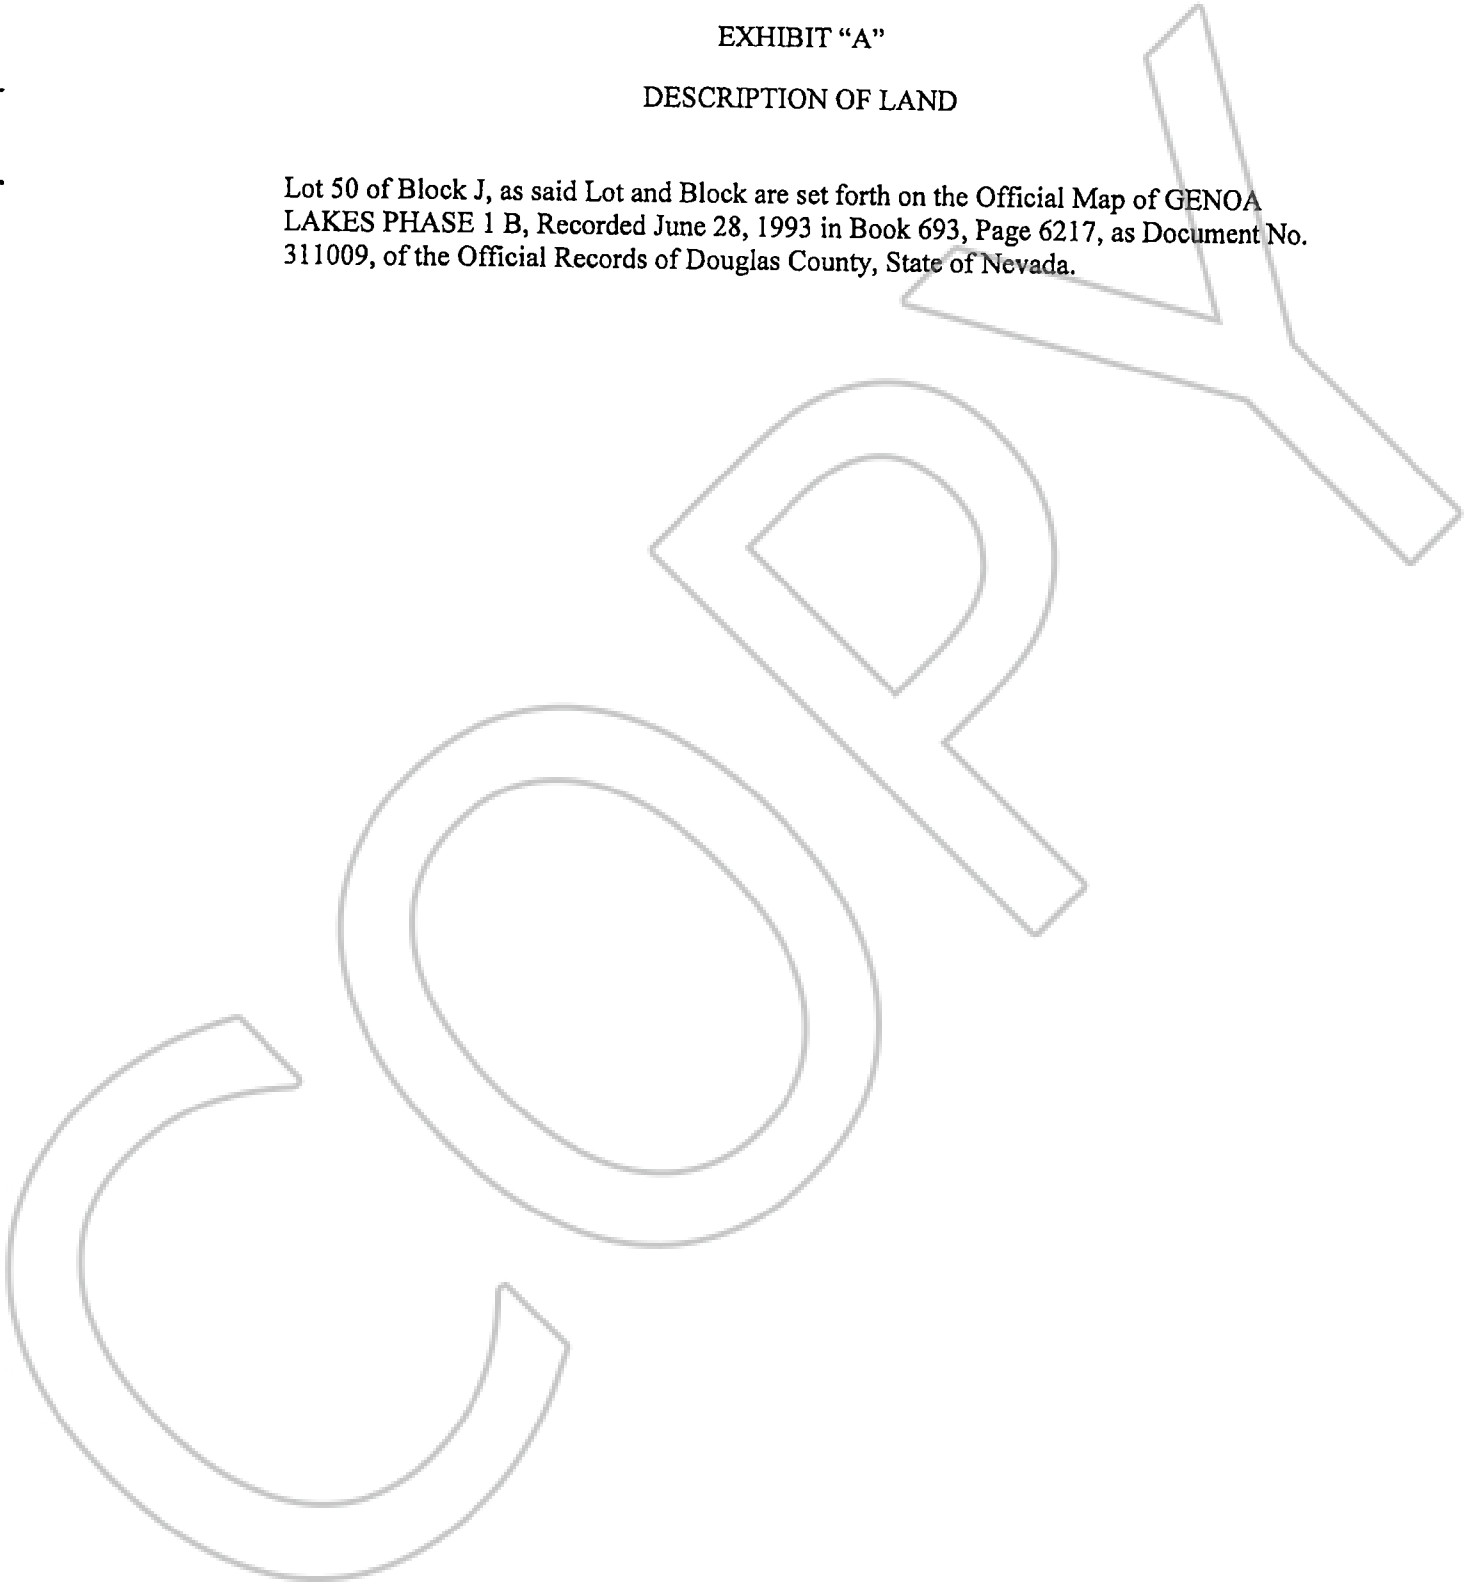 EXHIBIT “A”
DESCRIPTION OF LAND
Lot 50 of Block J, as said Lot and Block are set forth on the Official Map of GENOA
LAKES PHASE 1 B, Recorded June 28, 1993 in Book 693, Page 6217, as Document No.
311009, of the Official Records of Douglas County, State of Nevada.
COPY